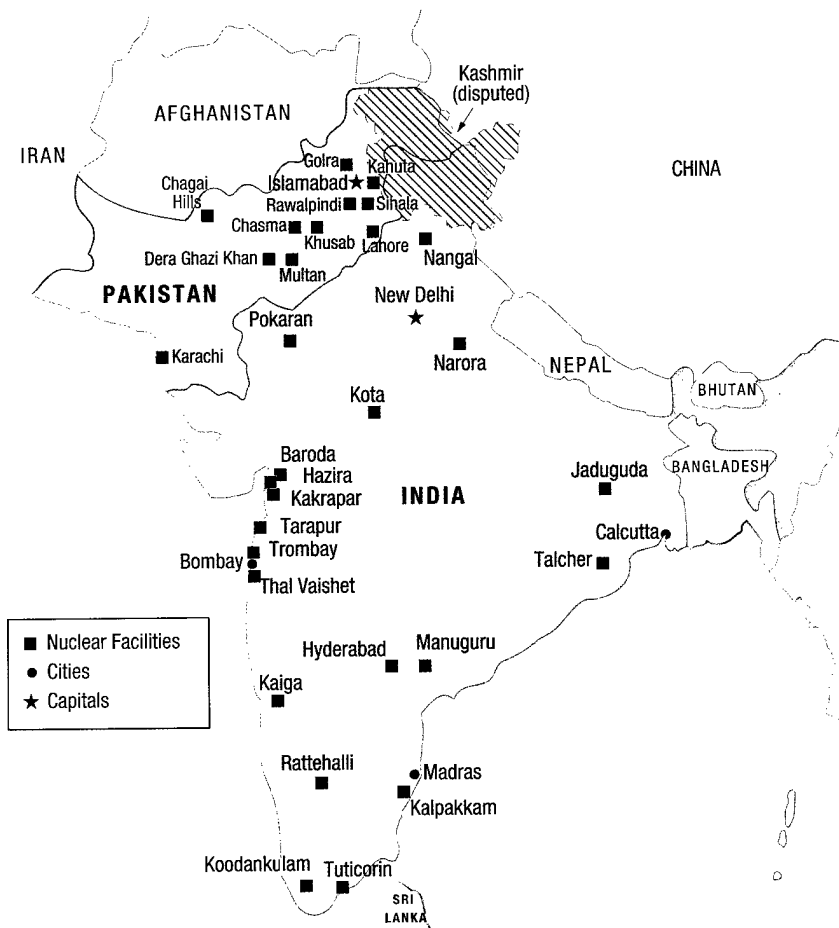 Kashmir
(disputed)
AFGHANISTAN
IRAN
CHINA
Golra
Kahuta
Islamabad
Chagai
Hills
Rawalpindi
Sihala
Chasma
Khusab
Lahore
Nangal
Dera Ghazi Khan
Multan
PAKISTAN
New Delhi
Pokaran
Karachi
Narora
NEPAL
BHUTAN
Kota
Baroda
Hazira
Kakrapar
INDIA
Jaduguda
BANGLADESH
Tarapur
Calcutta
Trombay
Bombay
Talcher
Thal Vaishet
Nuclear Facilities
Cities
Capitals
Hyderabad
Manuguru
Kaiga
Rattehalli
Madras
Kalpakkam
Koodankulam
Tuticorin
SRI
LANKA